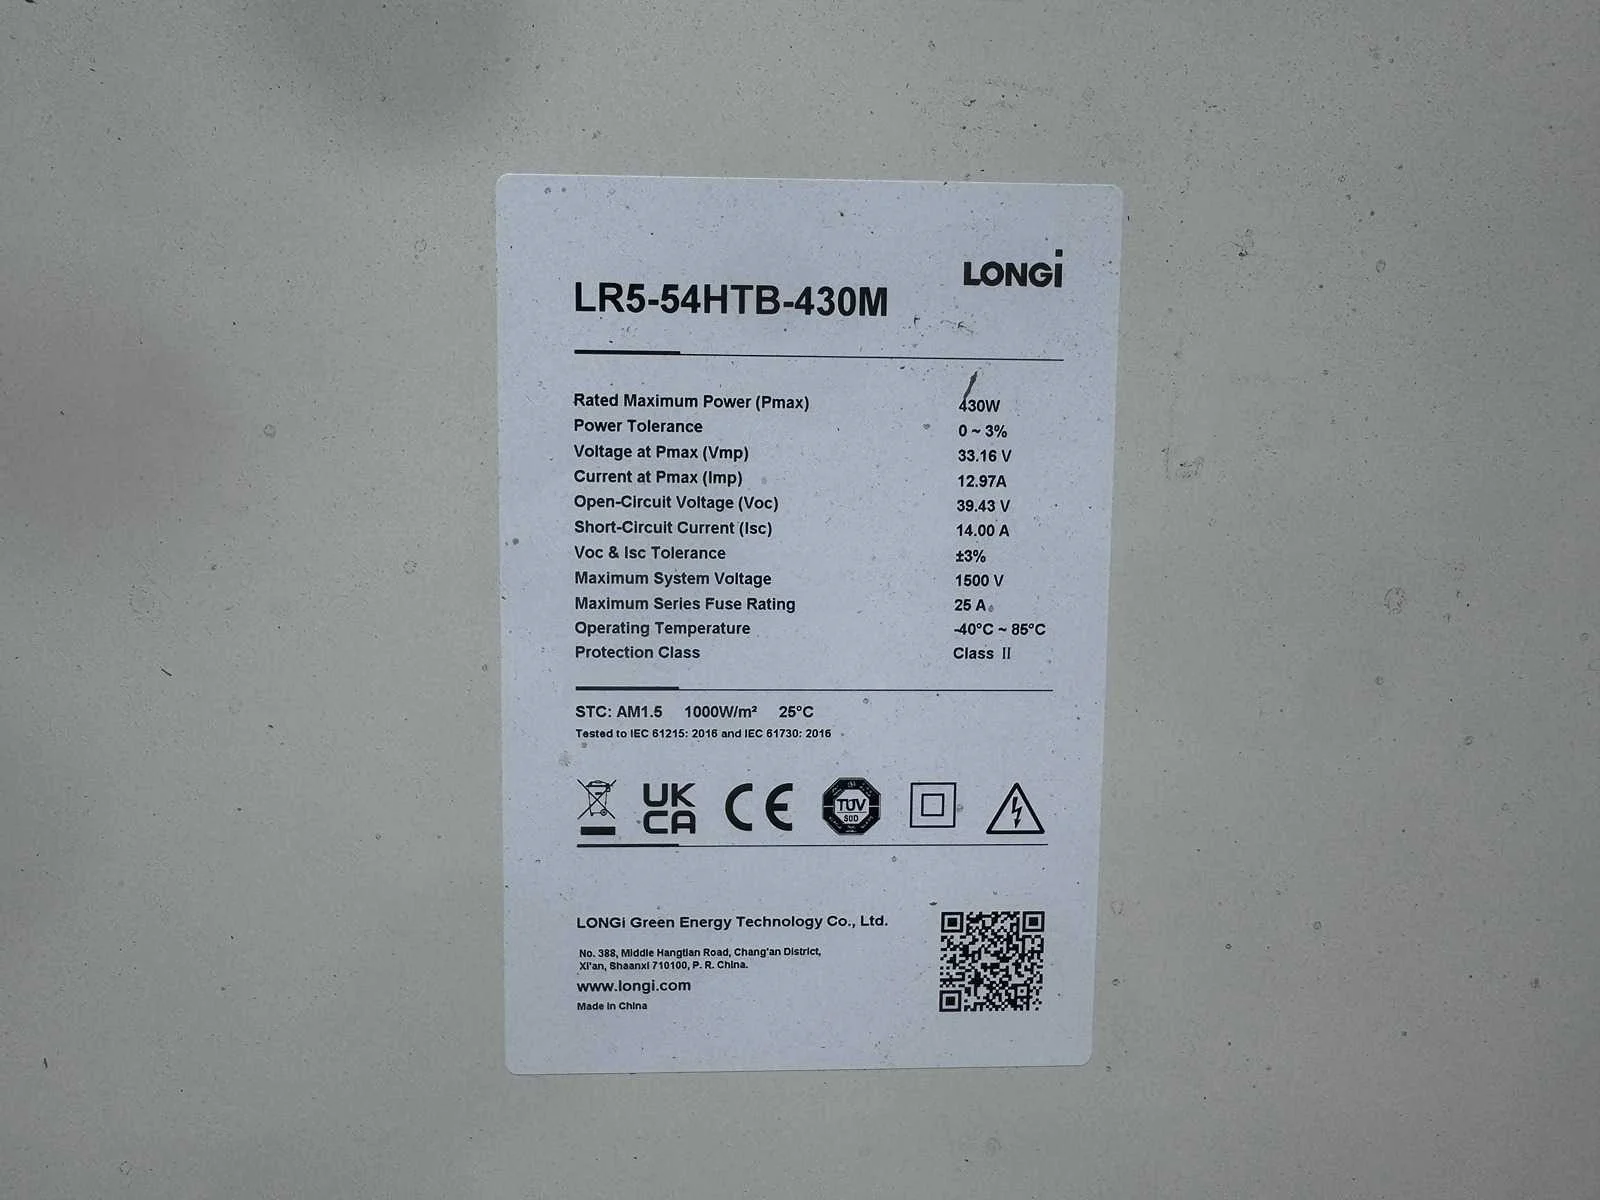 LONGi
LR5-54HTB-430M
Rated Maximum Power (Pmax) 430W
Power Tolerance 0 ~ 3%
Voltage at Pmax (Vmp) 33.16 V
Current at Pmax (Imp) 12.97A
Open-Circuit Voltage (Voc) 39.43 V
Short-Circuit Current (Isc) 14.00 A
Voc & Isc Tolerance ±3%
Maximum System Voltage 1500 V
Maximum Series Fuse Rating 25 A
Operating Temperature -40°C ~ 85°C
Protection Class Class II
STC: AM1.5 1000W/m² 25°C
Tested to IEC 61215: 2016 and IEC 61730: 2016
UK
CA
CE
TÜV
SÜD
LONGi Green Energy Technology Co., Ltd.
No. 388, Middle Hangtian Road, Chang'an District,
Xi'an, Shaanxi 710100, P. R. China.
www.longi.com
Made in China